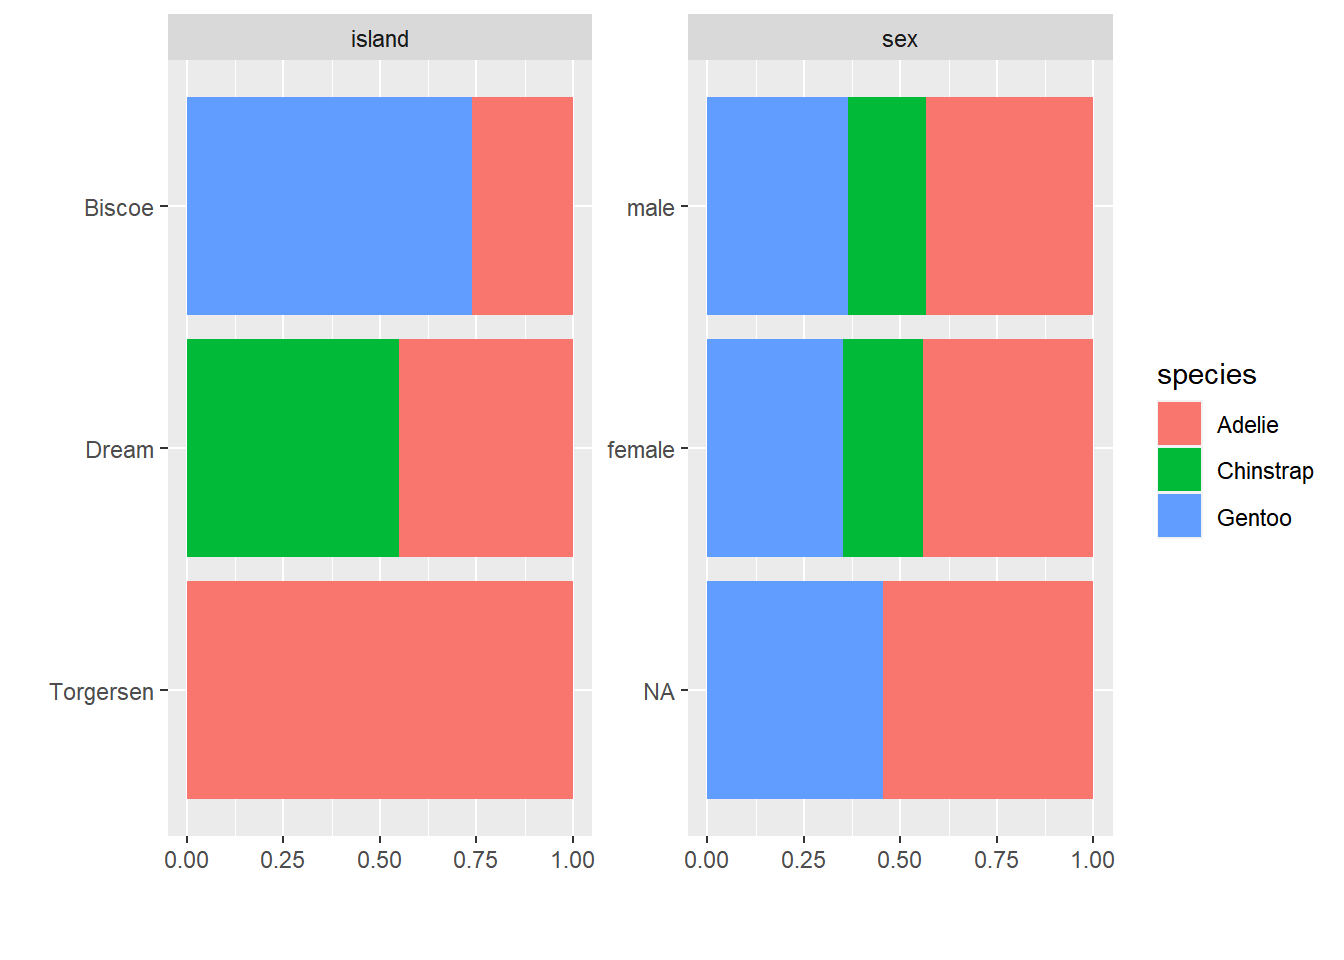 island
sex
Biscoe
Dream
Torgersen
male
female
NA
0.00 0.25 0.50 0.75 1.00
0.00 0.25 0.50 0.75 1.00
species
Adelie
Chinstrap
Gentoo